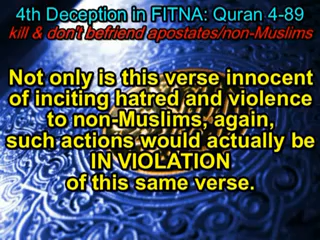 4th Deception in FITNA: Quran 4-89
kill & don't befriend apostates/non-Muslims
Not only is this verse innocent
of inciting hatred and violence
to non-Muslims, again,
such actions would actually be
IN VIOLATION
of this same verse.